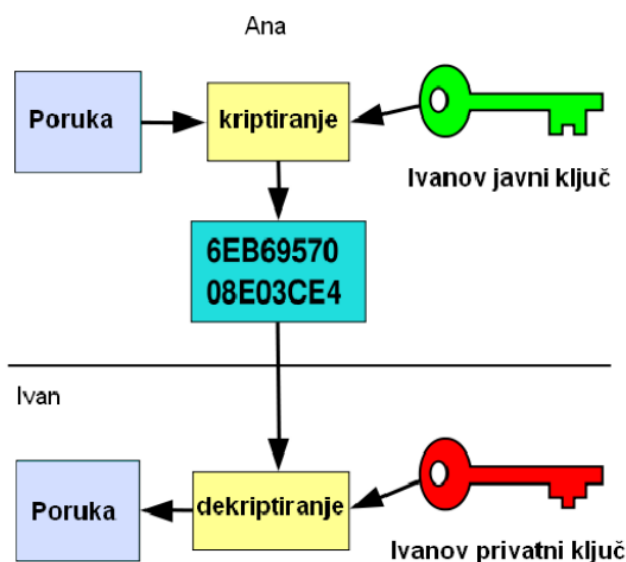 Ana
Poruka
kriptiranje
Ivanov javni ključ
6EB69570
08E03CE4
Ivan
Poruka
dekriptiranje
Ivanov privatni ključ